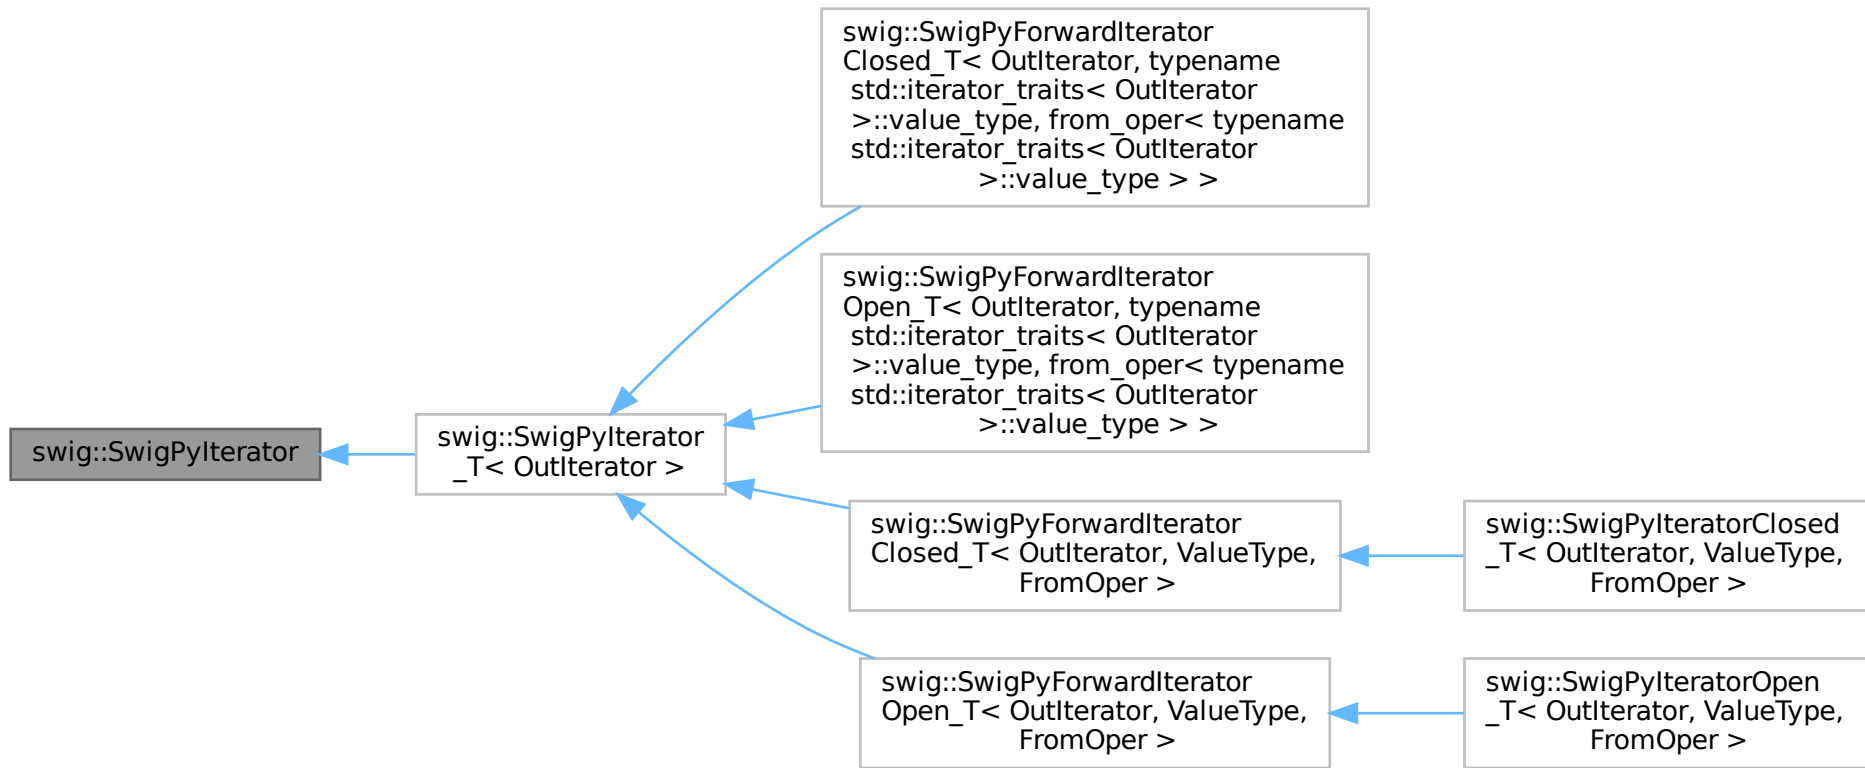 swig::SwigPyForwardIterator
Closed_T< OutIterator, typename
std::iterator_traits< OutIterator
>::value_type, from_oper< typename
std::iterator_traits< OutIterator
>::value_type > >
swig::SwigPyForwardIterator
Open_T< OutIterator, typename
std::iterator_traits< OutIterator
>::value_type, from_oper< typename
std::iterator_traits< OutIterator
>::value_type > >
swig::SwigPyIterator
swig::SwigPyIterator
_T< OutIterator >
swig::SwigPyForwardIterator
Closed_T< OutIterator, ValueType,
FromOper >
swig::SwigPyIteratorClosed
_T< OutIterator, ValueType,
FromOper >
swig::SwigPyForwardIterator
Open_T< OutIterator, ValueType,
FromOper >
swig::SwigPyIteratorOpen
_T< OutIterator, ValueType,
FromOper >